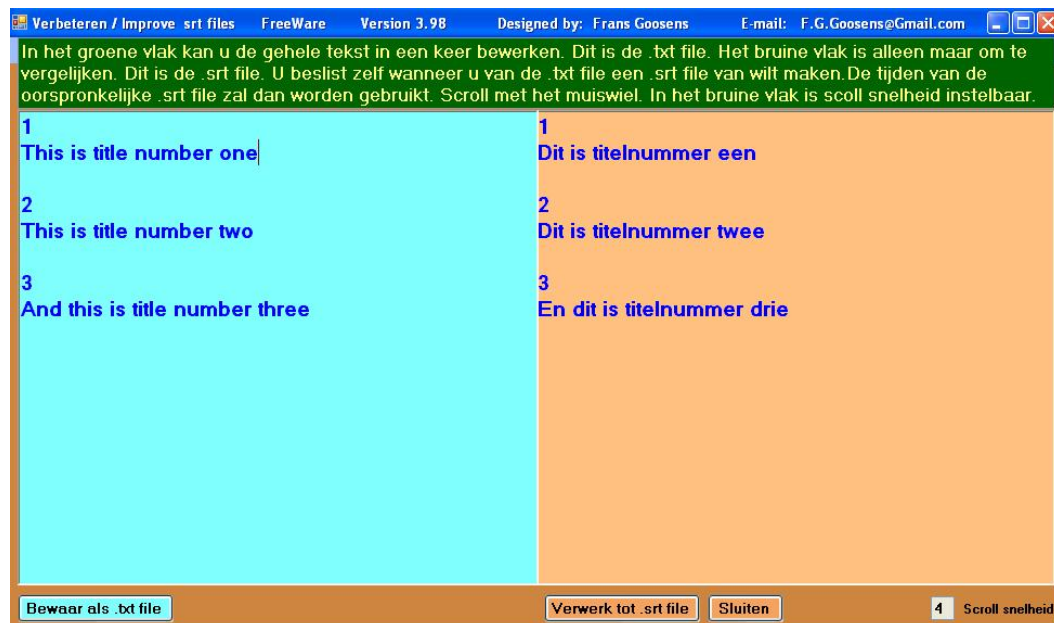 Verbeteren / Improve srt files FreeWare Version 3.98 Designed by: Frans Goosens E-mail: F.G.Goosens@Gmail.com
In het groene vlak kan u de gehele tekst in een keer bewerken. Dit is de .txt file. Het bruine vlak is alleen maar om te
vergelijken. Dit is de .srt file. U beslist zelf wanneer u van de .txt file een .srt file van wilt maken.De tijden van de
oorspronkelijke .srt file zal dan worden gebruikt. Scroll met het muiswiel. In het bruine vlak is scoll snelheid instelbaar.
1
This is title number one
2
This is title number two
3
And this is title number three
1
Dit is titelnummer een
2
Dit is titelnummer twee
3
En dit is titelnummer drie
Bewaar als .txt file
Verwerk tot .srt file
Sluiten
4 Scroll snelheid